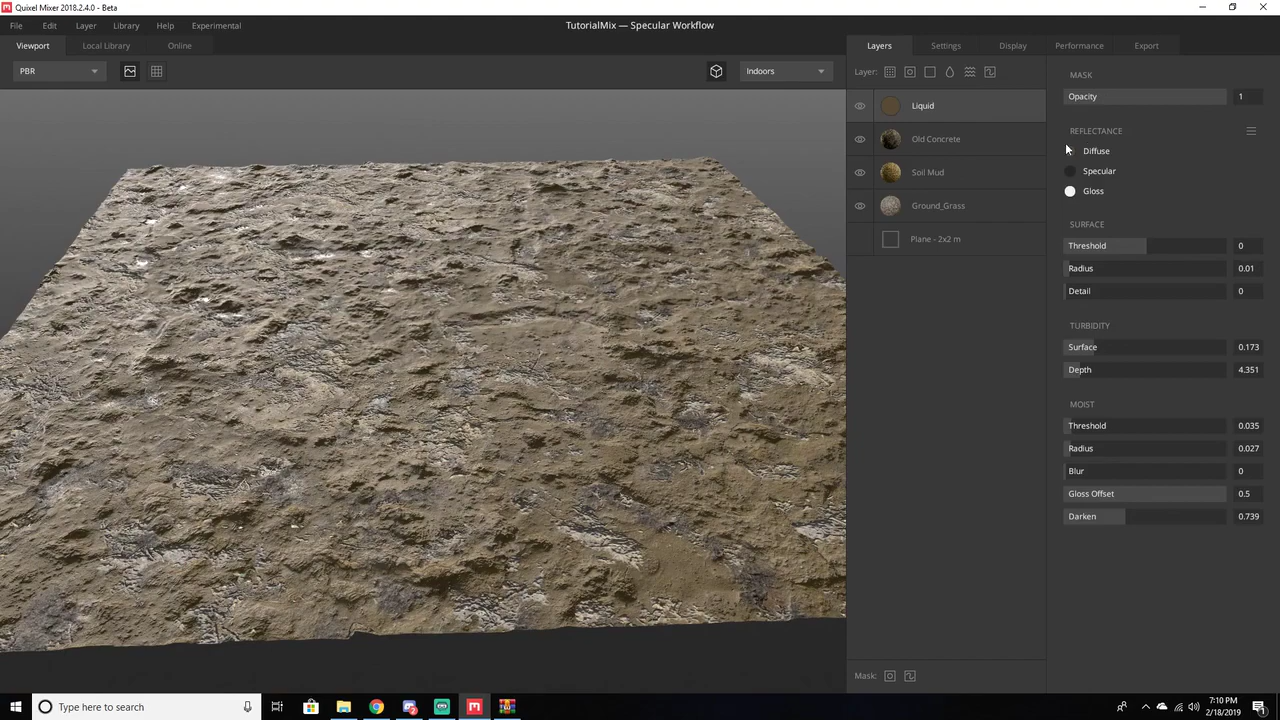 Quixel Mixer 2018.2.4.0 - Beta
File Edit Layer Library Help Experimental
TutorialMix — Specular Workflow
Viewport Local Library Online
Layers Settings Display Performance Export
PBR
Indoors
Layer:
Liquid
Old Concrete
Soil Mud
Ground_Grass
Plane - 2x2 m
Mask:
MASK
Opacity 1
REFLECTANCE
Diffuse
Specular
Gloss
SURFACE
Threshold 0
Radius 0.01
Detail 0
TURBIDITY
Surface 0.173
Depth 4.351
MOIST
Threshold 0.035
Radius 0.027
Blur 0
Gloss Offset 0.5
Darken 0.739
Type here to search
7:10 PM
2/18/2019